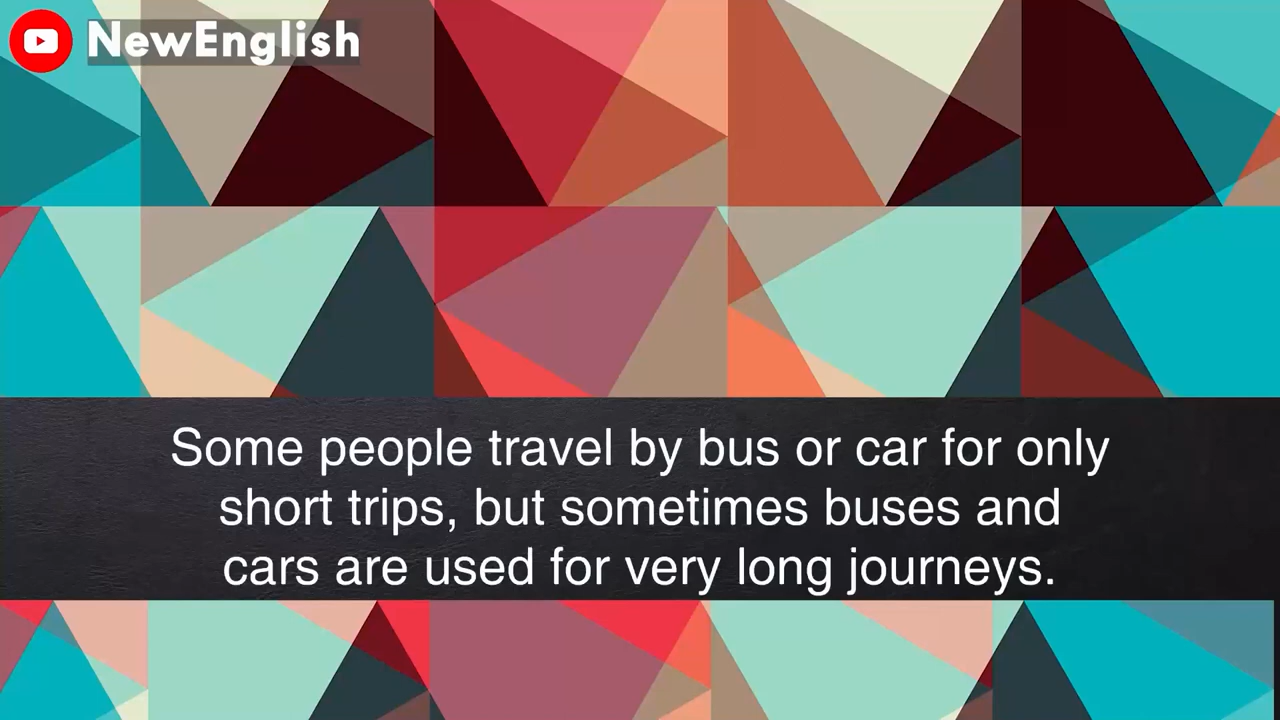 NewEnglish
Some people travel by bus or car for only
short trips, but sometimes buses and
cars are used for very long journeys.